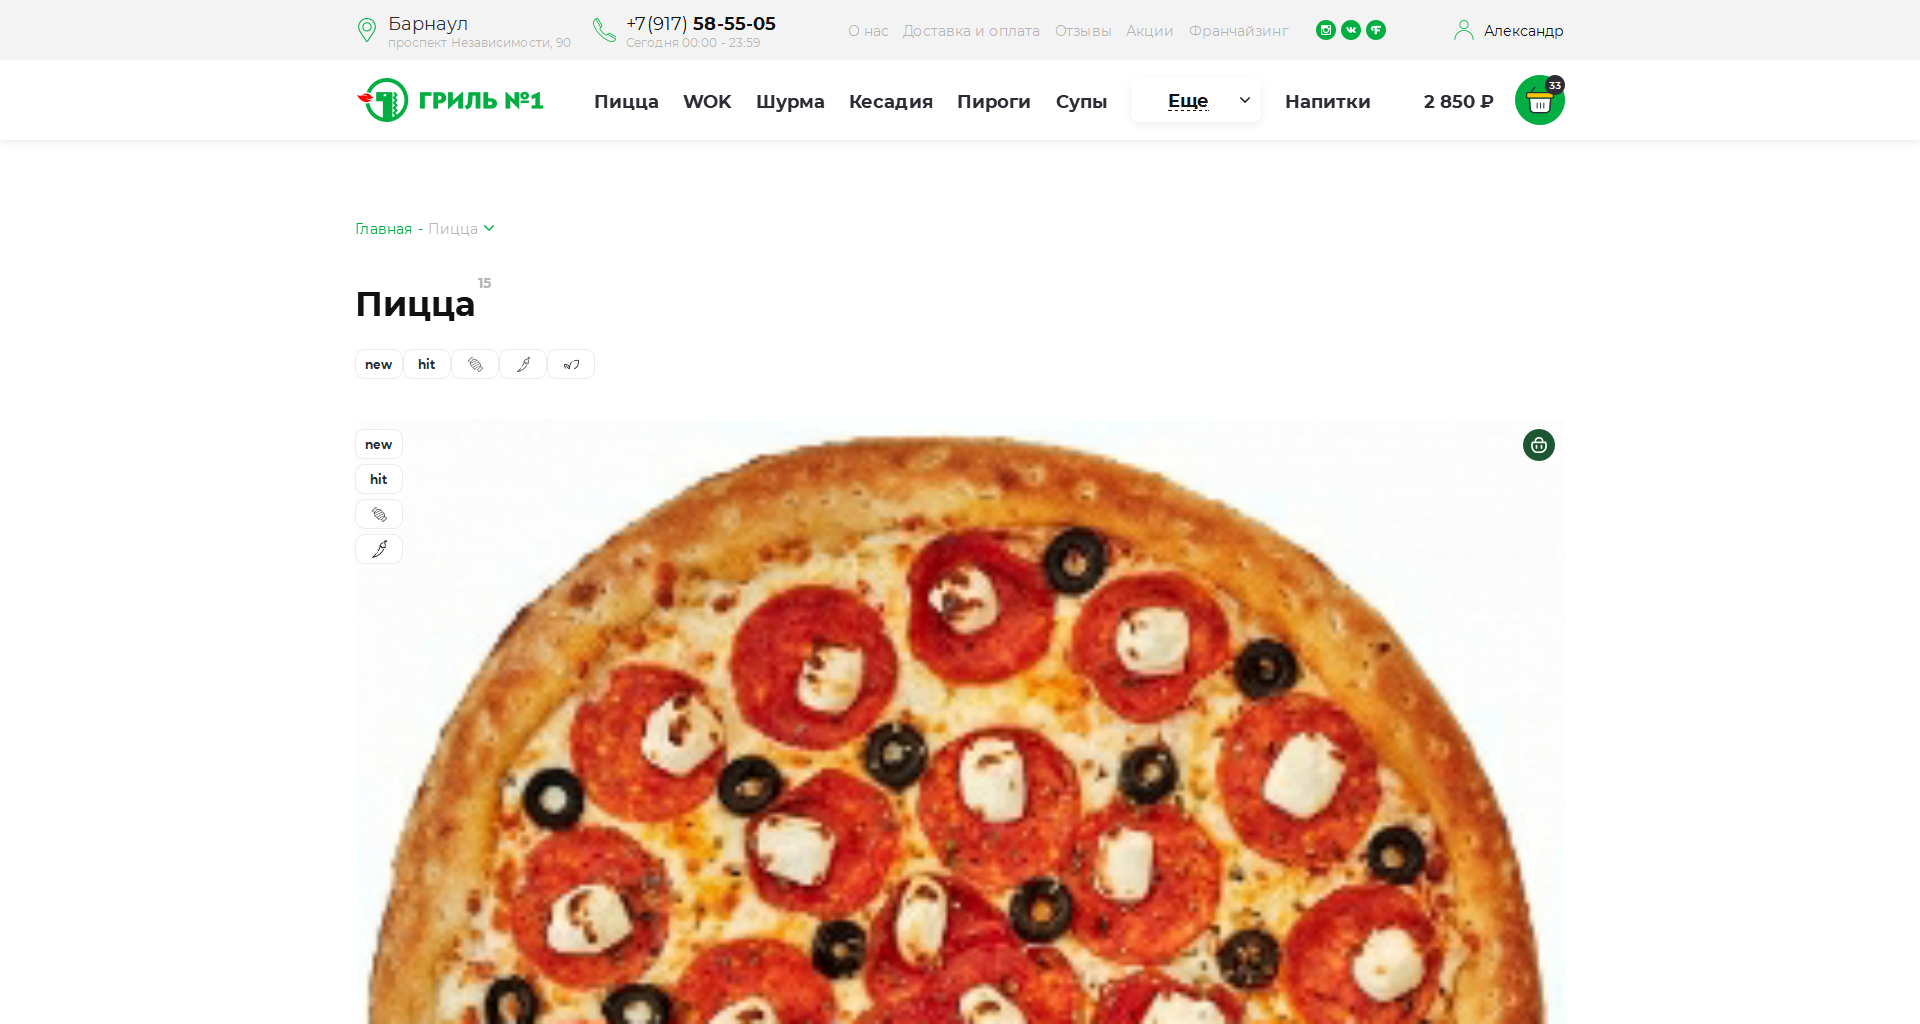 Барнаул
проспект Независимости, 90
+7(917) 58-55-05
Сегодня 00:00 - 23:59
О нас Доставка и оплата Отзывы Акции Франчайзинг
Александр
ГРИЛЬ №1
Пицца WOK Шурма Кесадия Пироги Супы Еще Напитки
2 850 ₽
33
Главная - Пицца
Пицца 15
new hit
new
hit